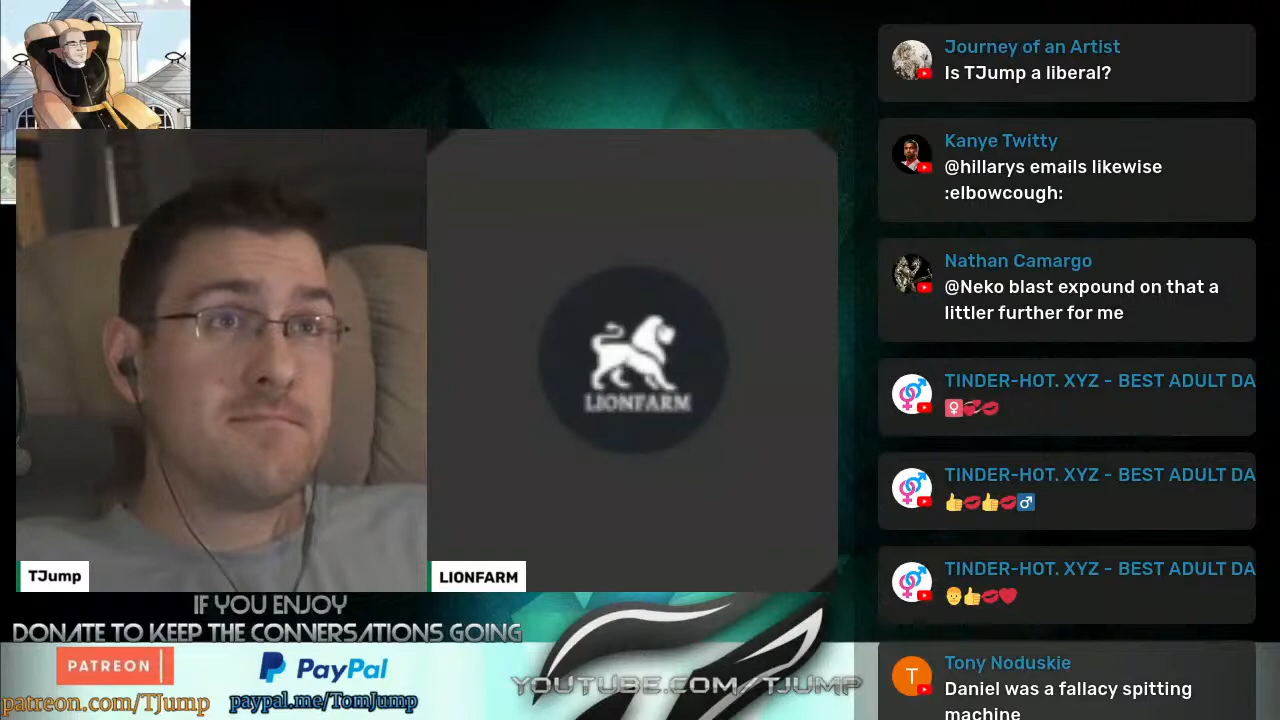 Journey of an Artist
Is TJump a liberal?
Kanye Twitty
@hillarys emails likewise
:elbowcough:
Nathan Camargo
@Neko blast expound on that a
littler further for me
TINDER-HOT. XYZ - BEST ADULT DA
TINDER-HOT. XYZ - BEST ADULT DA
TINDER-HOT. XYZ - BEST ADULT DA
T
Tony Noduskie
Daniel was a fallacy spitting
machine
LIONFARM
TJump
LIONFARM
IF YOU ENJOY
DONATE TO KEEP THE CONVERSATIONS GOING
PATREON
PayPal
patreon.com/TJump
paypal.me/TomJump
YOUTUBE.COM/TJUMP